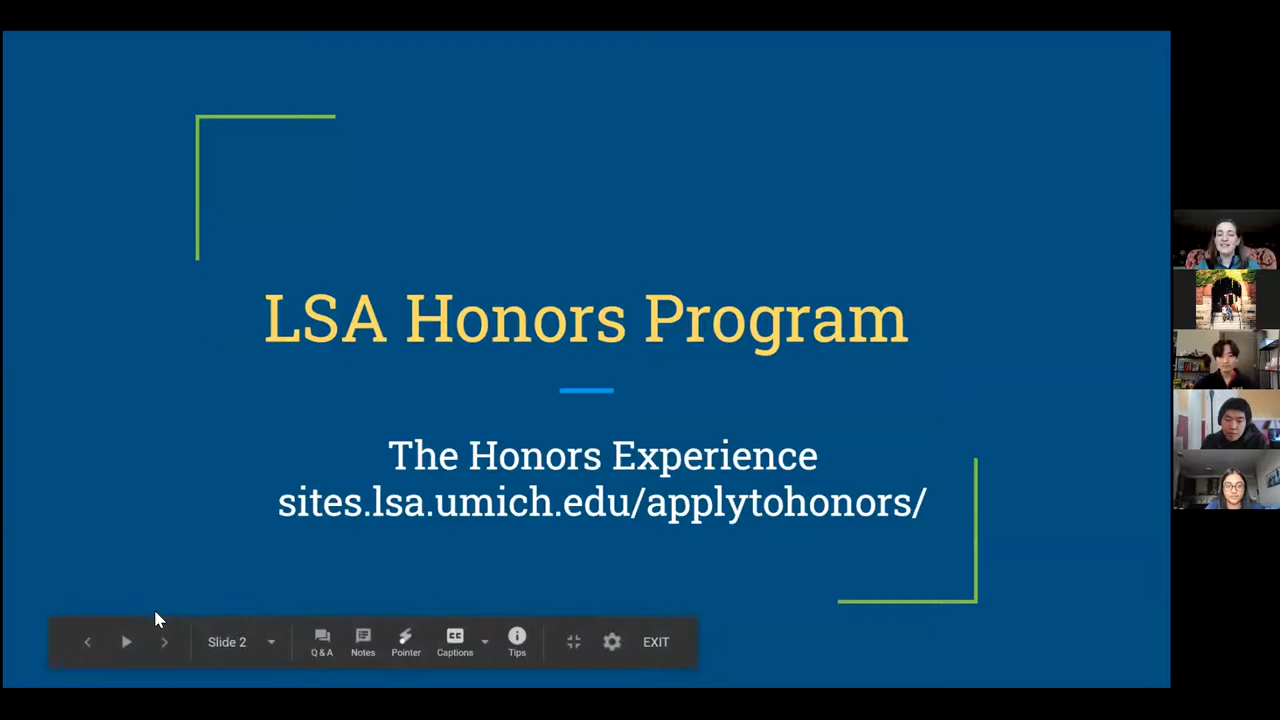 LSA Honors Program
The Honors Experience
sites.lsa.umich.edu/applytohonors/
Slide 2
Q & A
Notes
Pointer
Captions
Tips
EXIT